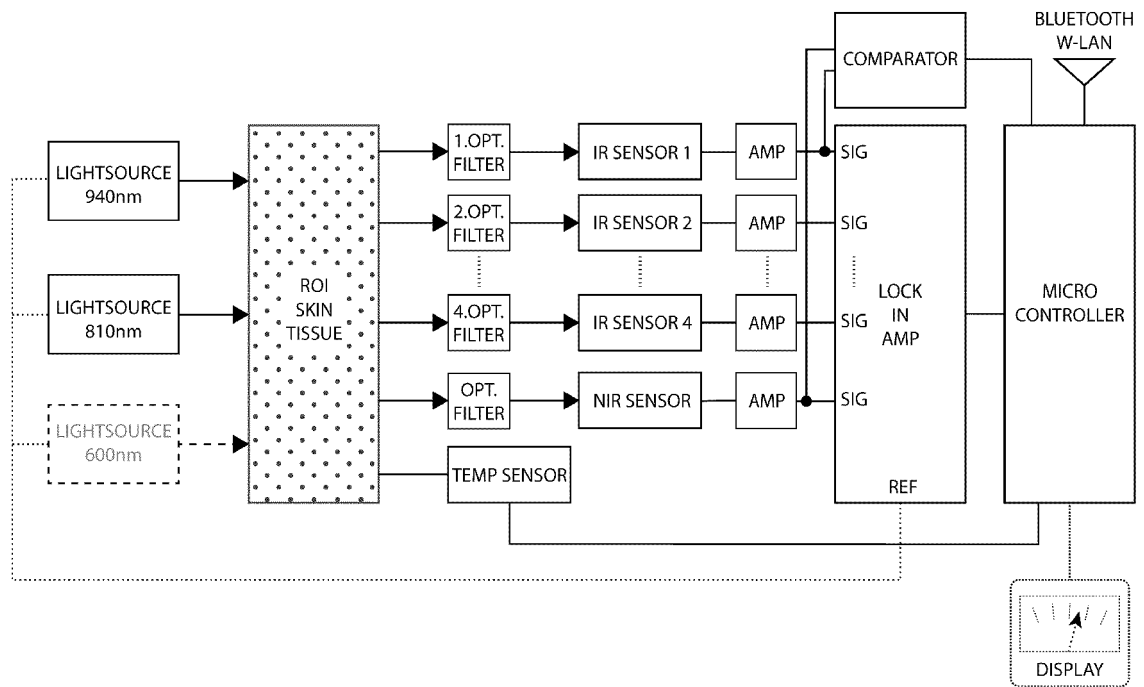 BLUETOOTH
W-LAN
COMPARATOR
LIGHTSOURCE
940nm
LIGHTSOURCE
810nm
LIGHTSOURCE
600nm
ROI
SKIN
TISSUE
1.OPT.
FILTER
IR SENSOR 1
AMP
SIG
2.OPT.
FILTER
IR SENSOR 2
AMP
SIG
4.OPT.
FILTER
IR SENSOR 4
AMP
SIG
OPT.
FILTER
NIR SENSOR
AMP
SIG
TEMP SENSOR
LOCK
IN
AMP
REF
MICRO
CONTROLLER
DISPLAY